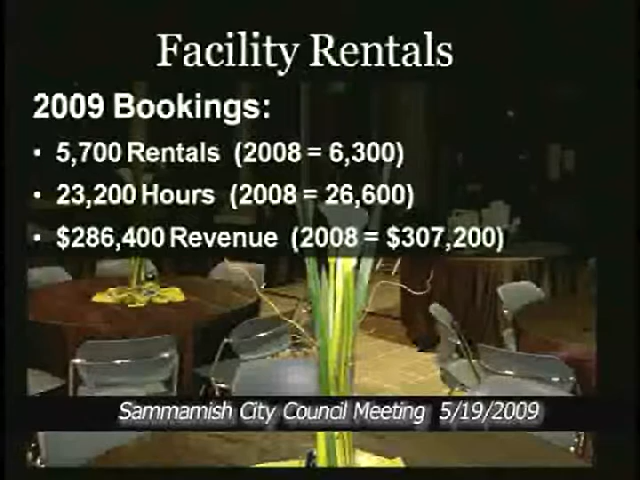 Facility Rentals
2009 Bookings:
• 5,700 Rentals (2008 = 6,300)
• 23,200 Hours (2008 = 26,600)
• $286,400 Revenue (2008 = $307,200)
Sammamish City Council Meeting 5/19/2009